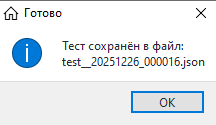 Готово
Тест сохранён в файл:
test__20251226_000016.json
OK